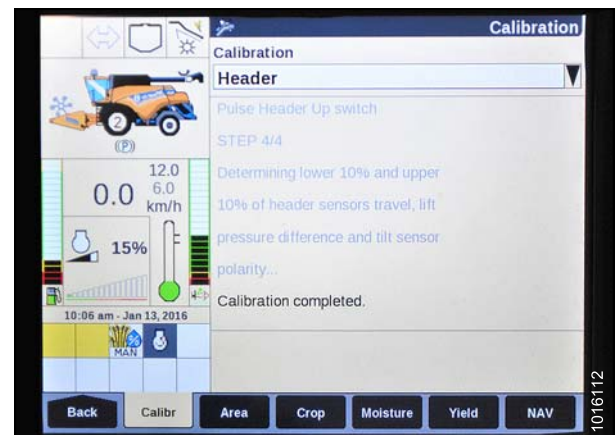 Calibration
Calibration
Header
Pulse Header Up switch
STEP 4/4
Determining lower 10% and upper
10% of header sensors travel, lift
pressure difference and tilt sensor
polarity...
Calibration completed.
2
(P)
12.0
0.0
6.0
km/h
15%
E
10:06 am - Jan 13, 2016
MAN
Back
Calibr
Area
Crop
Moisture
Yield
NAV
1016112